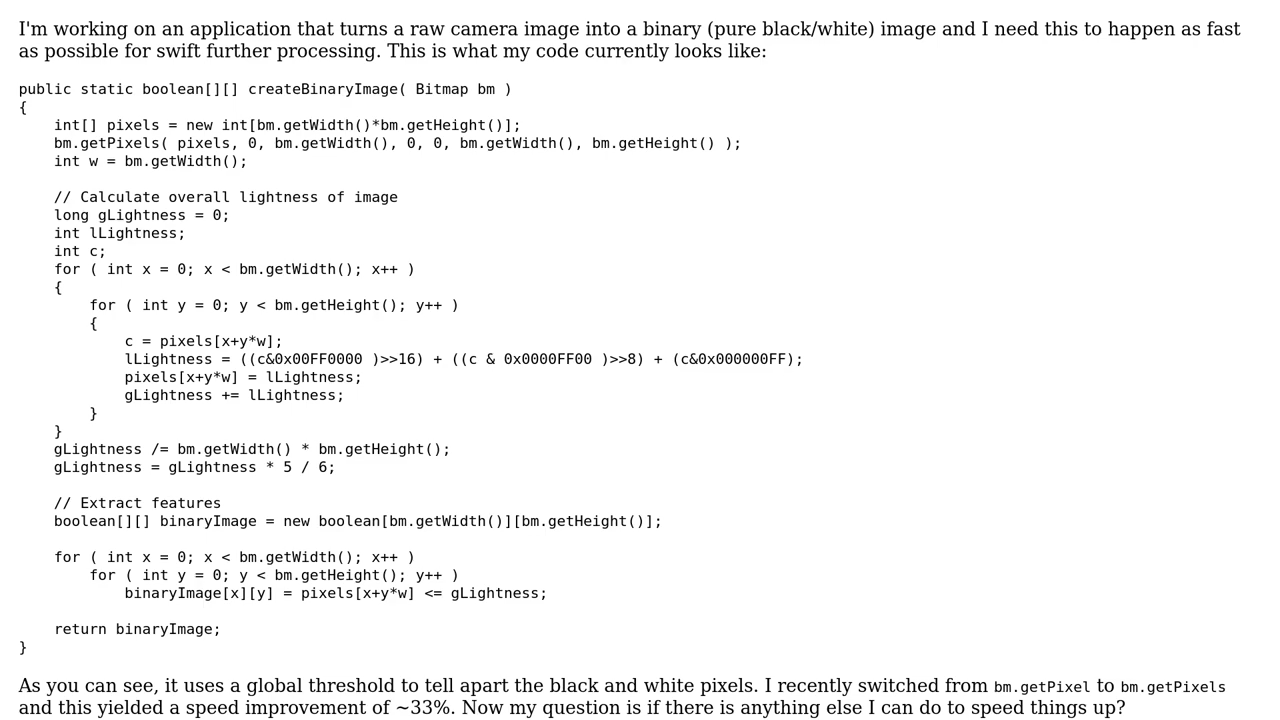 I'm working on an application that turns a raw camera image into a binary (pure black/white) image and I need this to happen as fast
as possible for swift further processing. This is what my code currently looks like:
public static boolean[][] createBinaryImage( Bitmap bm )
{
    int[] pixels = new int[bm.getWidth()*bm.getHeight()];
    bm.getPixels( pixels, 0, bm.getWidth(), 0, 0, bm.getWidth(), bm.getHeight() );
    int w = bm.getWidth();

    // Calculate overall lightness of image
    long gLightness = 0;
    int lLightness;
    int c;
    for ( int x = 0; x < bm.getWidth(); x++ )
    {
        for ( int y = 0; y < bm.getHeight(); y++ )
        {
            c = pixels[x+y*w];
            lLightness = ((c&0x00FF0000 )>>16) + ((c & 0x0000FF00 )>>8) + (c&0x000000FF);
            pixels[x+y*w] = lLightness;
            gLightness += lLightness;
        }
    }
    gLightness /= bm.getWidth() * bm.getHeight();
    gLightness = gLightness * 5 / 6;

    // Extract features
    boolean[][] binaryImage = new boolean[bm.getWidth()][bm.getHeight()];

    for ( int x = 0; x < bm.getWidth(); x++ )
        for ( int y = 0; y < bm.getHeight(); y++ )
            binaryImage[x][y] = pixels[x+y*w] <= gLightness;

    return binaryImage;
}
As you can see, it uses a global threshold to tell apart the black and white pixels. I recently switched from bm.getPixel to bm.getPixels
and this yielded a speed improvement of ~33%. Now my question is if there is anything else I can do to speed things up?